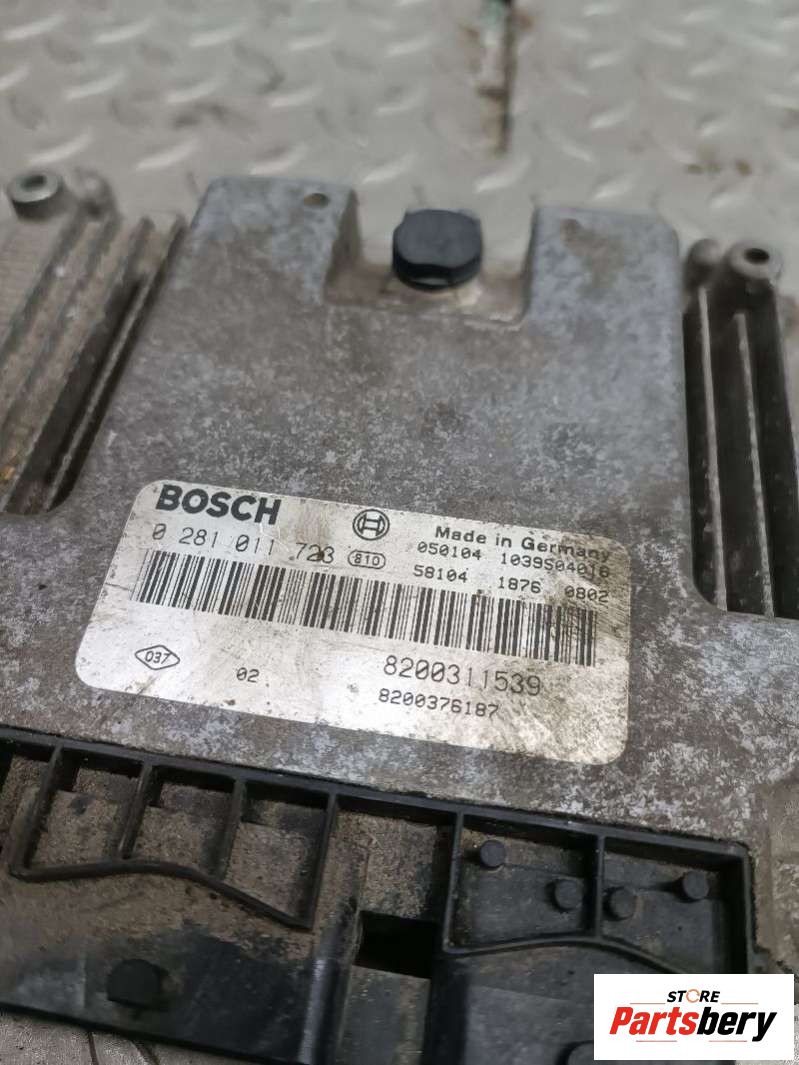 BOSCH
Made in Germany
0 281 011 723 810
050104 1039S04016
58104 1876 0802
037
02
8200311539
8200376187
STORE
Partsbery